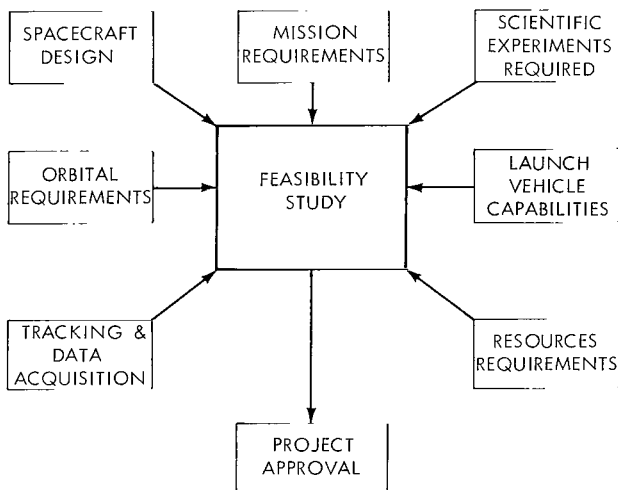 SPACECRAFT
DESIGN
MISSION
REQUIREMENTS
SCIENTIFIC
EXPERIMENTS
REQUIRED
ORBITAL
REQUIREMENTS
FEASIBILITY
STUDY
LAUNCH
VEHICLE
CAPABILITIES
TRACKING &
DATA
ACQUISITION
RESOURCES
REQUIREMENTS
PROJECT
APPROVAL